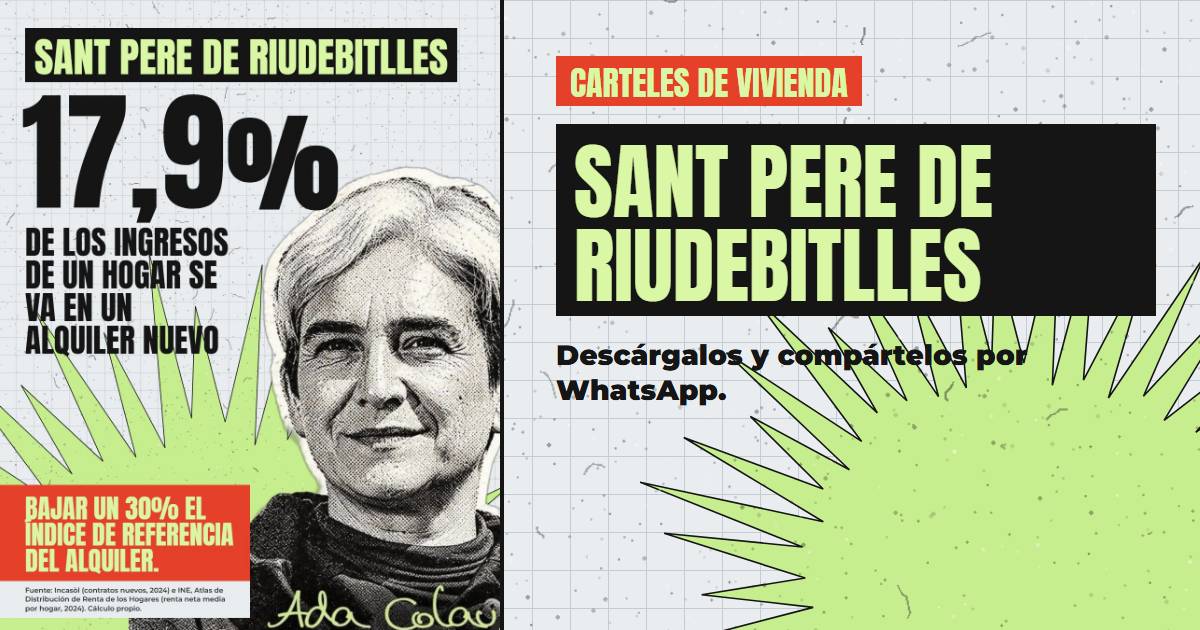 SANT PERE DE RIUDEBITLLES
17,9%
DE LOS INGRESOS
DE UN HOGAR SE
VA EN UN
ALQUILER NUEVO
BAJAR UN 30% EL
ÍNDICE DE REFERENCIA
DEL ALQUILER.
Fuente: Incasòl (contratos nuevos, 2024) e INE, Atlas de
Distribución de Renta de los Hogares (renta neta media
por hogar, 2024). Cálculo propio.
Ada Colau
CARTELES DE VIVIENDA
SANT PERE DE
RIUDEBITLLES
Descárgalos y compártelos por
WhatsApp.